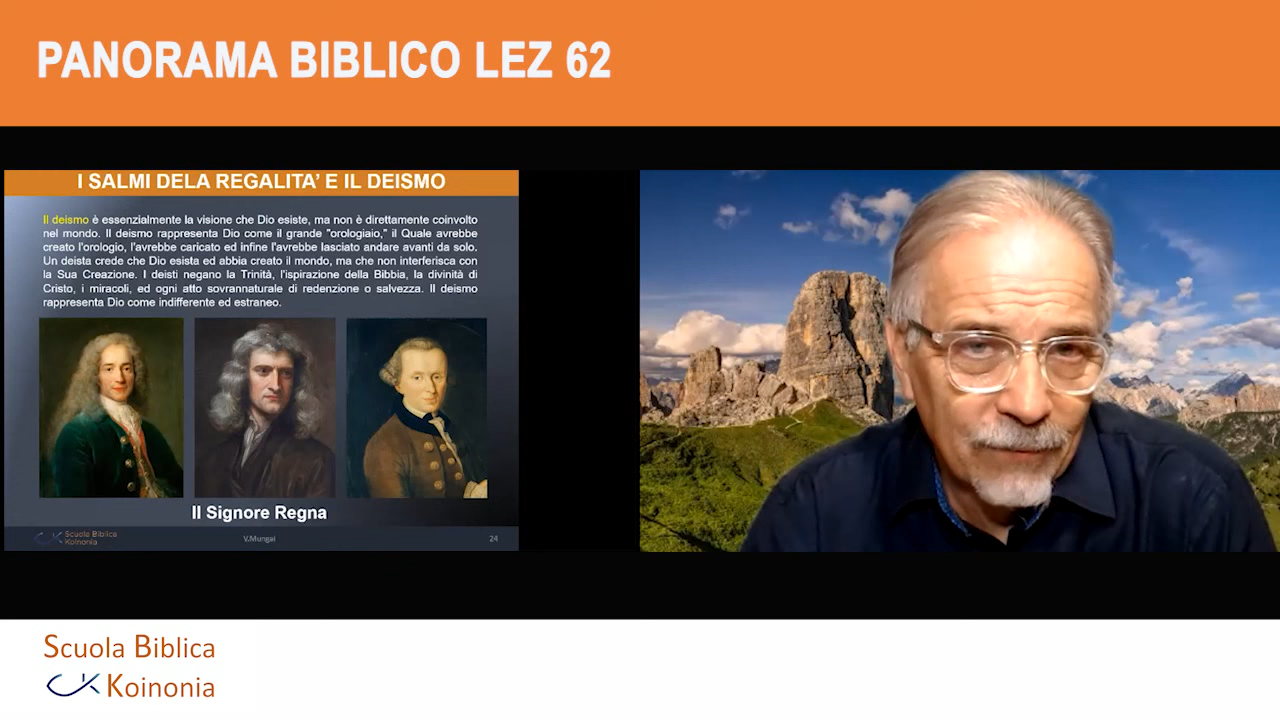 PANORAMA BIBLICO LEZ 62
I SALMI DELA REGALITA' E IL DEISMO
Il deismo è essenzialmente la visione che Dio esiste, ma non è direttamente coinvolto
nel mondo. Il deismo rappresenta Dio come il grande "orologiaio," il Quale avrebbe
creato l'orologio, l'avrebbe caricato ed infine l'avrebbe lasciato andare avanti da solo.
Un deista crede che Dio esista ed abbia creato il mondo, ma che non interferisca con
la Sua Creazione. I deisti negano la Trinità, l'ispirazione della Bibbia, la divinità di
Cristo, i miracoli, ed ogni atto sovrannaturale di redenzione o salvezza. Il deismo
rappresenta Dio come indifferente ed estraneo.
Il Signore Regna
Scuola Biblica
Koinonia
V.Mungai
24
Scuola Biblica
Koinonia